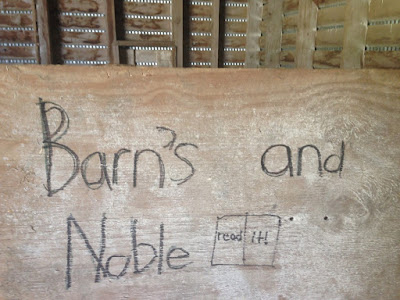 Barn's and
Noble read it!